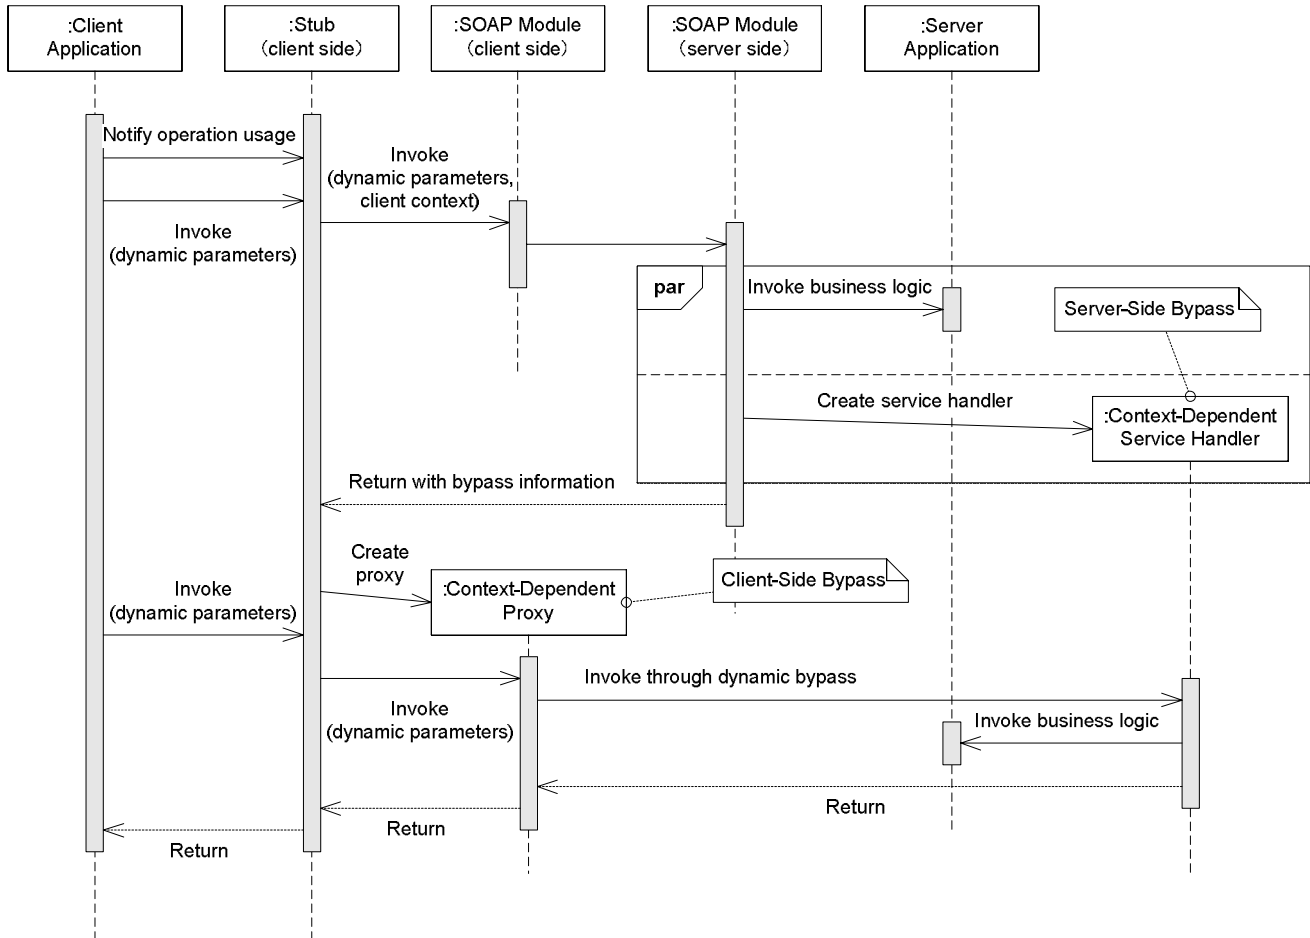 :Client
Application
:Stub
(client side)
:SOAP Module
(client side)
:SOAP Module
(server side)
:Server
Application
Notify operation usage
Invoke
(dynamic parameters,
client context)
Invoke
(dynamic parameters)
par
Invoke business logic
Server-Side Bypass
Create service handler
:Context-Dependent
Service Handler
Return with bypass information
Create
proxy
Client-Side Bypass
Invoke
(dynamic parameters)
:Context-Dependent
Proxy
Invoke through dynamic bypass
Invoke
(dynamic parameters)
Invoke business logic
Return
Return
Return